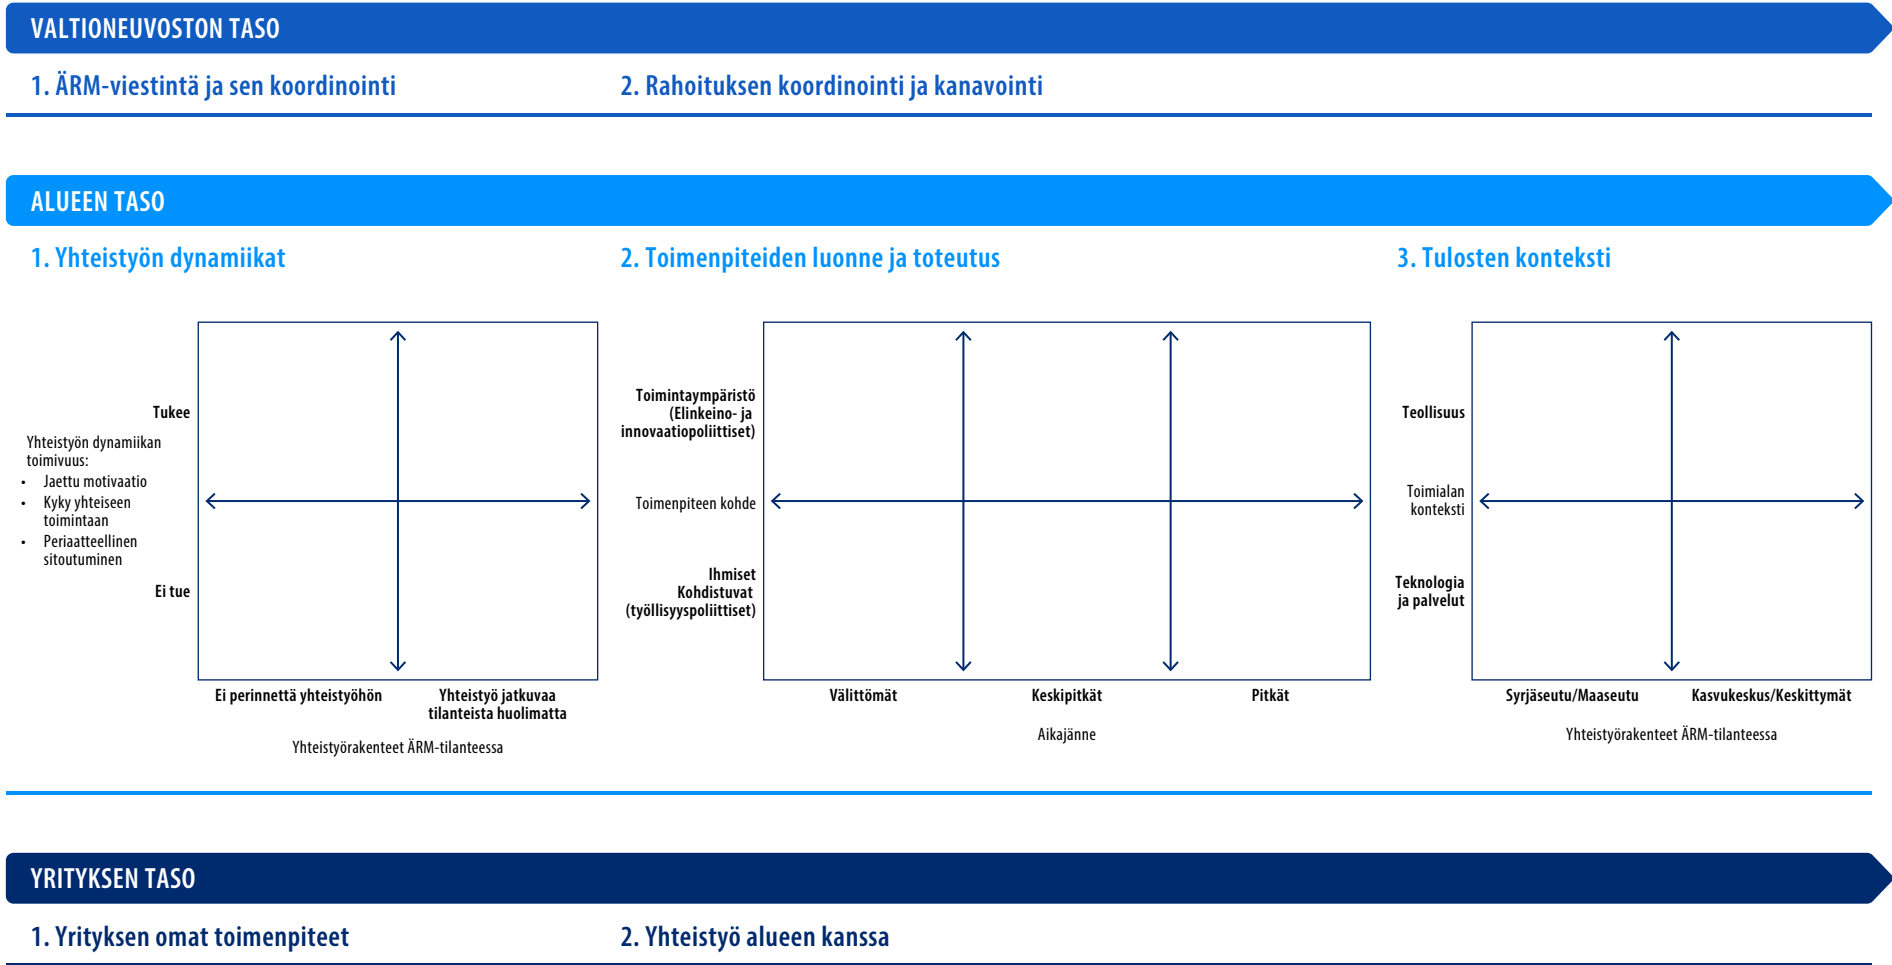 VALTIONEUVOSTON TASO
1. ÄRM-viestintä ja sen koordinointi
2. Rahoituksen koordinointi ja kanavointi
ALUEEN TASO
1. Yhteistyön dynamiikat
2. Toimenpiteiden luonne ja toteutus
3. Tulosten konteksti
Tukee
Yhteistyön dynamiikan
toimivuus:
• Jaettu motivaatio
• Kyky yhteiseen
toimintaan
• Periaatteellinen
sitoutuminen
Ei tue
Ei perinnettä yhteistyöhön
Yhteistyö jatkuvaa
tilanteista huolimatta
Yhteistyörakenteet ÄRM-tilanteessa
Toimintaympäristö
(Elinkeino- ja
innovaatiopoliittiset)
Toimenpiteen kohde
Ihmiset
Kohdistuvat
(työllisyyspoliittiset)
Välittömät
Keskipitkät
Pitkät
Aikajänne
Teollisuus
Toimialan
konteksti
Teknologia
ja palvelut
Syrjäseutu/Maaseutu
Kasvukeskus/Keskittymät
Yhteistyörakenteet ÄRM-tilanteessa
YRITYKSEN TASO
1. Yrityksen omat toimenpiteet
2. Yhteistyö alueen kanssa